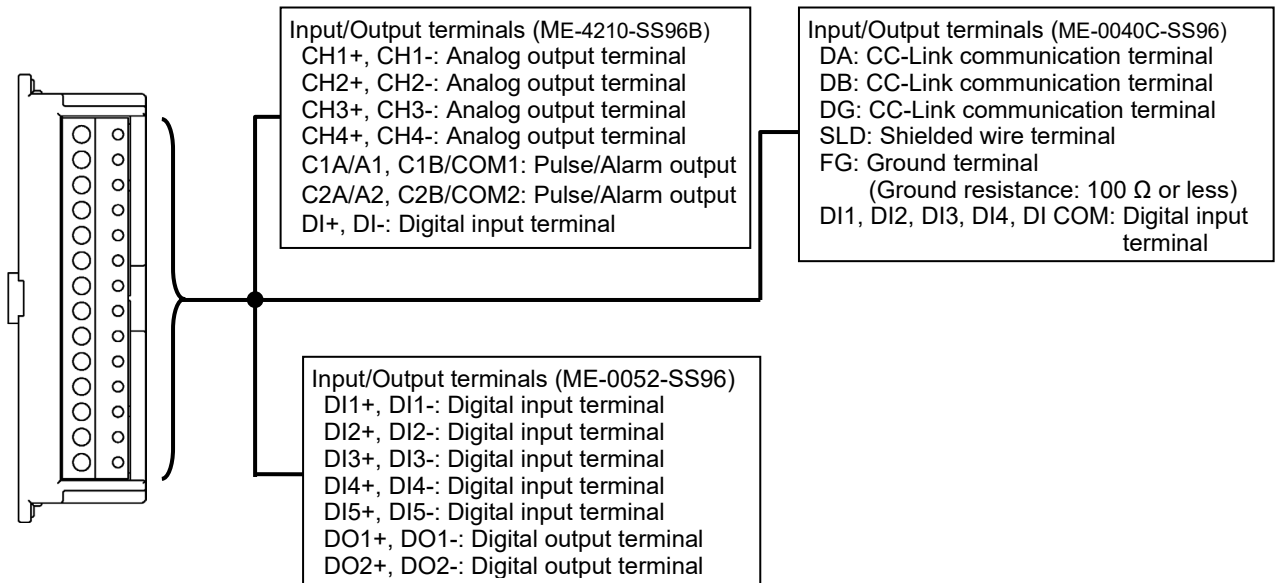 Input/Output terminals (ME-4210-SS96B)
CH1+, CH1-: Analog output terminal
CH2+, CH2-: Analog output terminal
CH3+, CH3-: Analog output terminal
CH4+, CH4-: Analog output terminal
C1A/A1, C1B/COM1: Pulse/Alarm output
C2A/A2, C2B/COM2: Pulse/Alarm output
DI+, DI-: Digital input terminal
Input/Output terminals (ME-0040C-SS96)
DA: CC-Link communication terminal
DB: CC-Link communication terminal
DG: CC-Link communication terminal
SLD: Shielded wire terminal
FG: Ground terminal
(Ground resistance: 100 Ω or less)
DI1, DI2, DI3, DI4, DI COM: Digital input
terminal
Input/Output terminals (ME-0052-SS96)
DI1+, DI1-: Digital input terminal
DI2+, DI2-: Digital input terminal
DI3+, DI3-: Digital input terminal
DI4+, DI4-: Digital input terminal
DI5+, DI5-: Digital input terminal
DO1+, DO1-: Digital output terminal
DO2+, DO2-: Digital output terminal